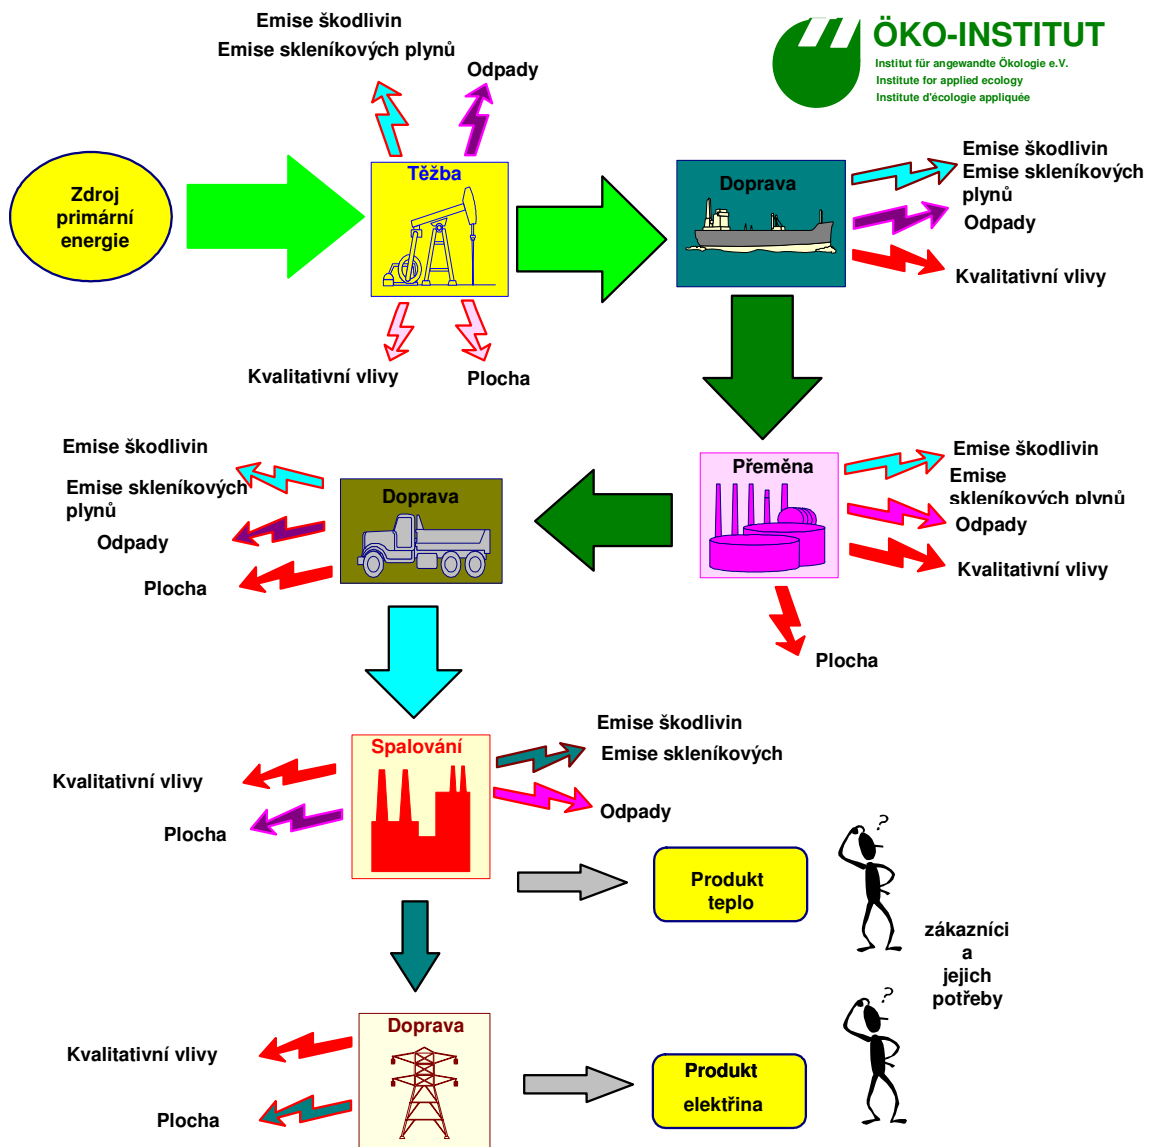 Emise škodlivin
Emise skleníkových plynů
Odpady
ÖKO-INSTITUT
Institut für angewandte Ökologie e.V.
Institute for applied ecology
Institute d'écologie appliquée
Zdroj
primární
energie
Těžba
Kvalitativní vlivy
Plocha
Doprava
Emise škodlivin
Emise skleníkových
plynů
Odpady
Kvalitativní vlivy
Přeměna
Emise škodlivin
Emise
skleníkových plynů
Odpady
Kvalitativní vlivy
Plocha
Emise škodlivin
Emise skleníkových
plynů
Odpady
Plocha
Doprava
Spalování
Emise škodlivin
Emise skleníkových
Odpady
Kvalitativní vlivy
Plocha
Produkt
teplo
?
zákazníci
a
jejich
potřeby
Doprava
Kvalitativní vlivy
Plocha
Produkt
elektřina
?